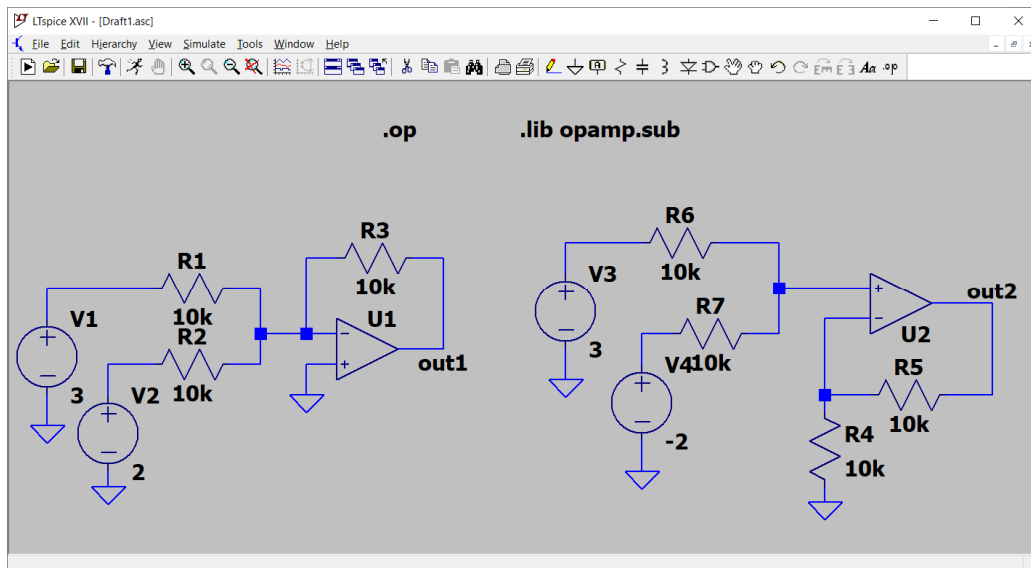 LTspice XVII - [Draft1.asc]
File Edit Hierarchy View Simulate Tools Window Help
Aa .op
.op
.lib opamp.sub
R1
10k
R2
10k
R3
10k
V1
3
V2
2
U1
out1
R6
10k
R7
10k
V3
3
V4
-2
U2
out2
R5
10k
R4
10k